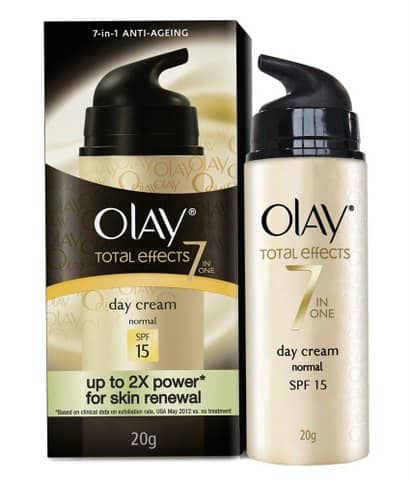 7-in-1 ANTI-AGEING
OLAY®
TOTAL effects 7 IN ONE
day cream
normal
SPF
15
up to 2X power*
for skin renewal
*Based on clinical data on exfoliation rate, USA May 2012 vs. no treatment
20g
OLAY®
TOTAL effects
7 IN ONE
day cream
normal
SPF 15
20g